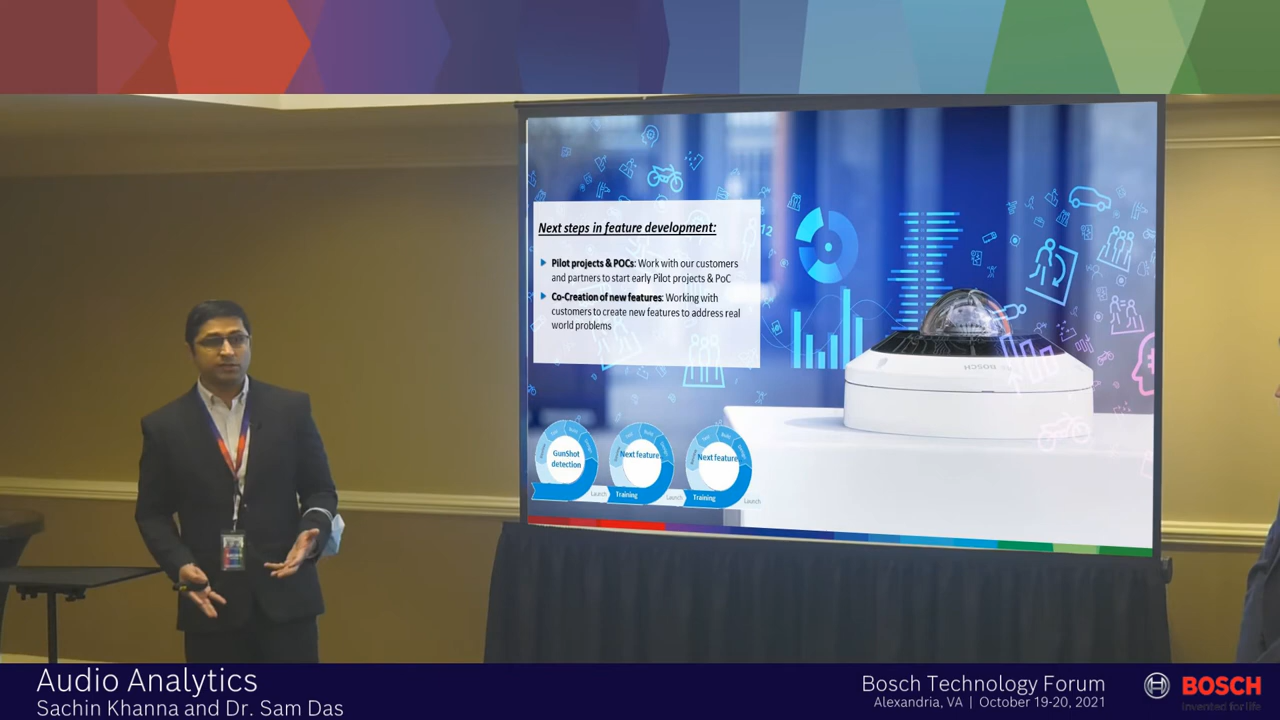 Next steps in feature development:
Pilot projects & POCs: Work with our customers
and partners to start early Pilot projects & PoC
Co-Creation of new features: Working with
customers to create new features to address real
world problems
12
BOSCH
GunShot
detection
Launch
Next feature
Training
Launch
Next feature
Training
Launch
Audio Analytics
Sachin Khanna and Dr. Sam Das
Bosch Technology Forum
Alexandria, VA | October 19-20, 2021
BOSCH
Invented for life